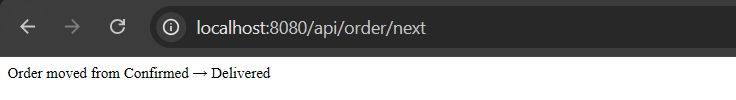 localhost:8080/api/order/next
Order moved from Confirmed → Delivered